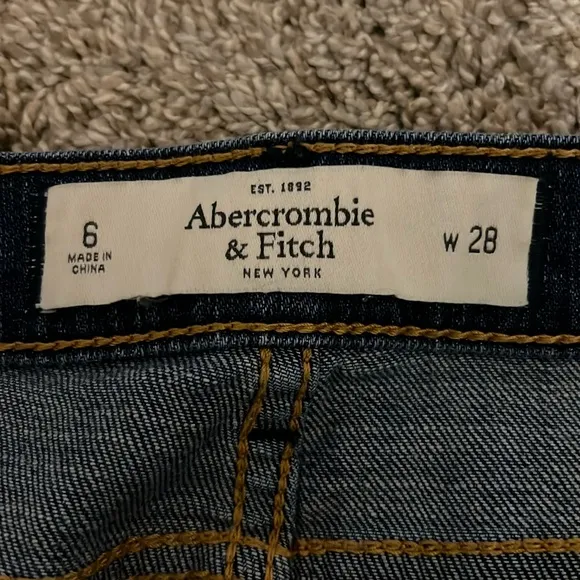 EST. 1892
Abercrombie
& Fitch
NEW YORK
6
MADE IN
CHINA
W 28